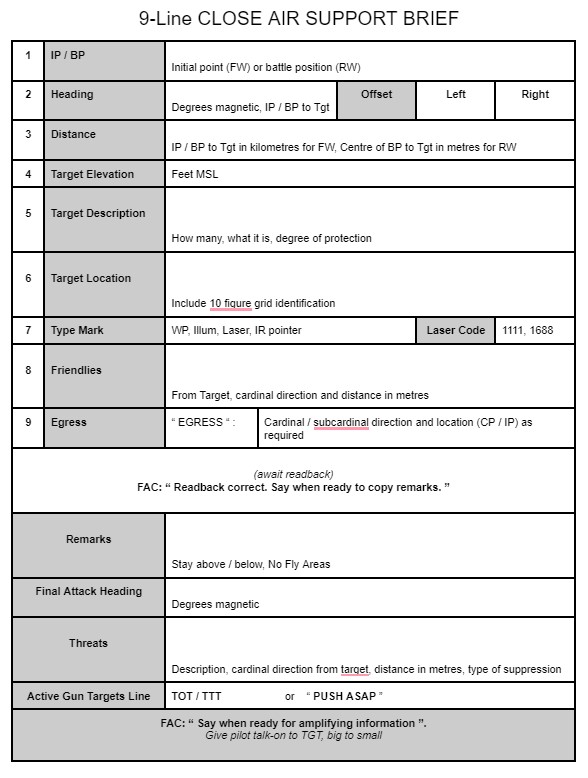 9-Line CLOSE AIR SUPPORT BRIEF
1 IP / BP
Initial point (FW) or battle position (RW)
2 Heading
Degrees magnetic, IP / BP to Tgt
Offset Left Right
3 Distance
IP / BP to Tgt in kilometres for FW, Centre of BP to Tgt in metres for RW
4 Target Elevation Feet MSL
5 Target Description
How many, what it is, degree of protection
6 Target Location
Include 10 figure grid identification
7 Type Mark WP, Illum, Laser, IR pointer Laser Code 1111, 1688
8 Friendlies
From Target, cardinal direction and distance in metres
9 Egress “ EGRESS “ : Cardinal / subcardinal direction and location (CP / IP) as
required
(await readback)
FAC: “ Readback correct. Say when ready to copy remarks. ”
Remarks
Stay above / below, No Fly Areas
Final Attack Heading
Degrees magnetic
Threats
Description, cardinal direction from target, distance in metres, type of suppression
Active Gun Targets Line TOT / TTT or “ PUSH ASAP ”
FAC: “ Say when ready for amplifying information ”.
Give pilot talk-on to TGT, big to small